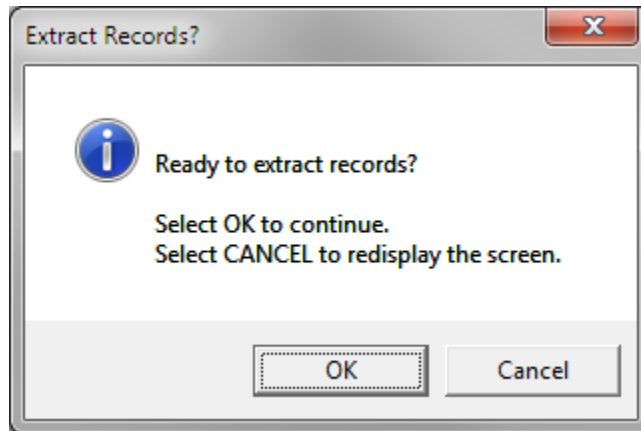 Extract Records?
Ready to extract records?
Select OK to continue.
Select CANCEL to redisplay the screen.
OK
Cancel